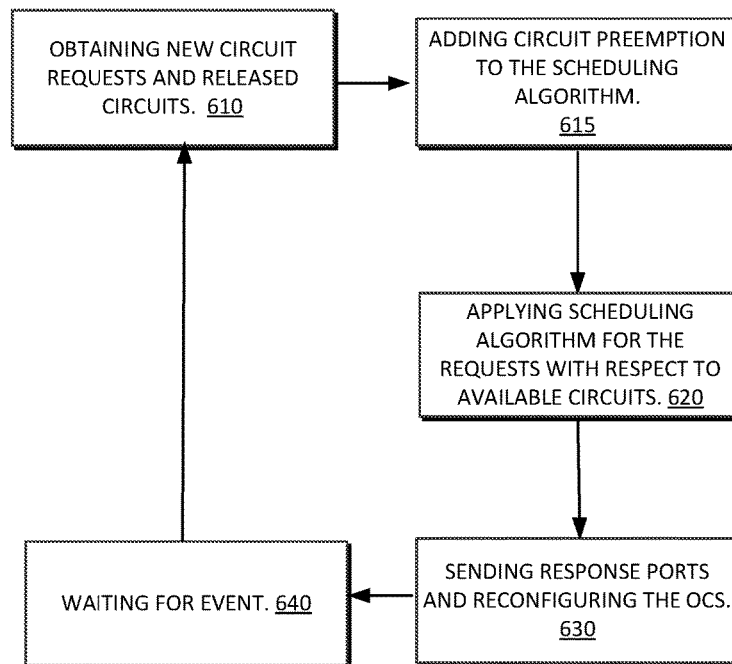 OBTAINING NEW CIRCUIT
REQUESTS AND RELEASED
CIRCUITS. 610
ADDING CIRCUIT PREEMPTION
TO THE SCHEDULING
ALGORITHM.
615
APPLYING SCHEDULING
ALGORITHM FOR THE
REQUESTS WITH RESPECT TO
AVAILABLE CIRCUITS. 620
SENDING RESPONSE PORTS
AND RECONFIGURING THE OCS.
630
WAITING FOR EVENT. 640